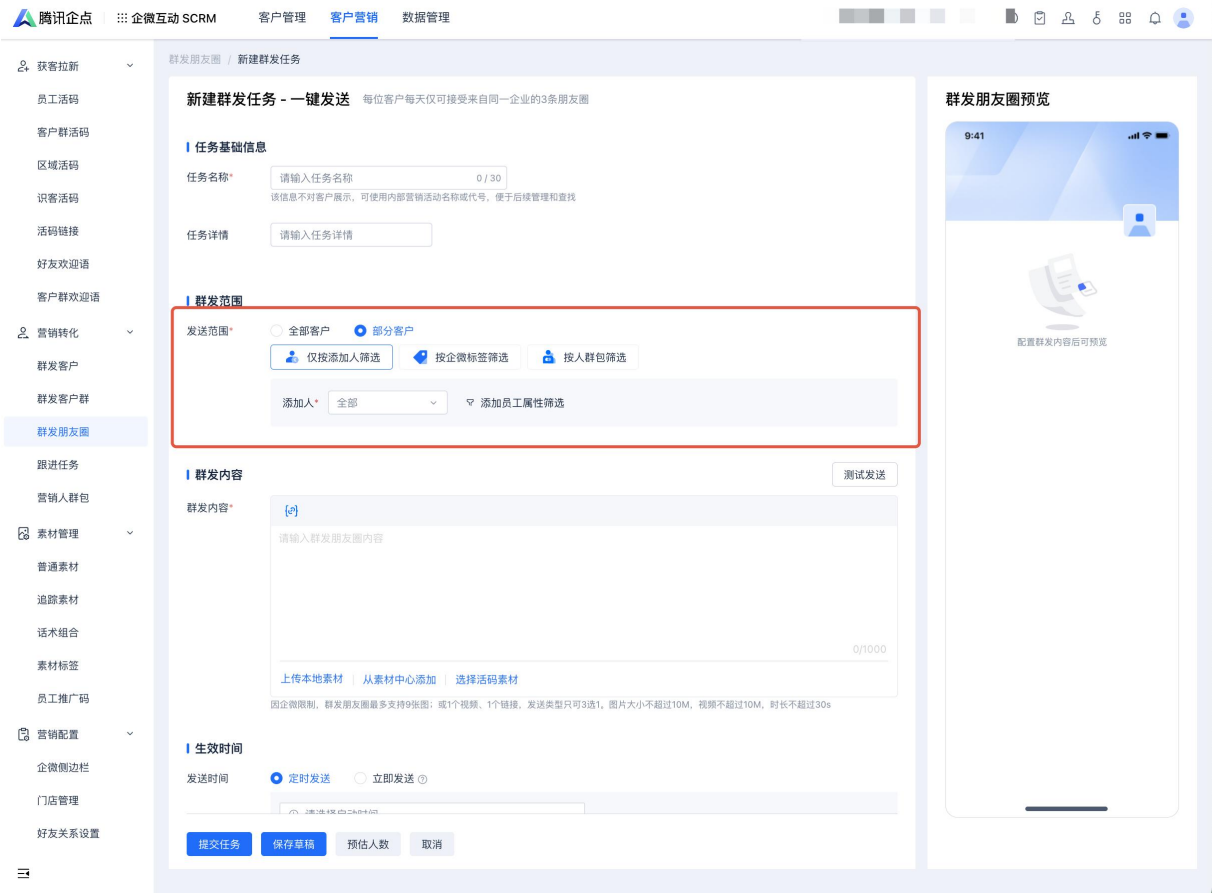 腾讯企点 企微互动 SCRM 客户管理 客户营销 数据管理
获客拉新
员工活码
客户群活码
区域活码
识客活码
活码链接
好友欢迎语
客户群欢迎语
营销转化
群发客户
群发客户群
群发朋友圈
跟进任务
营销人群包
素材管理
普通素材
追踪素材
话术组合
素材标签
员工推广码
营销配置
企微侧边栏
门店管理
好友关系设置
群发朋友圈 / 新建群发任务
新建群发任务 - 一键发送 每位客户每天仅可接受来自同一企业的3条朋友圈
任务基础信息
任务名称* 请输入任务名称 0 / 30
该信息不对客户展示，可使用内部营销活动名称或代号，便于后续管理和查找
任务详情 请输入任务详情
群发范围
发送范围* 全部客户 部分客户
仅按添加人筛选 按企微标签筛选 按人群包筛选
添加人* 全部 添加员工属性筛选
群发内容 测试发送
群发内容*
请输入群发朋友圈内容
0/1000
上传本地素材 从素材中心添加 选择活码素材
因企微限制，群发朋友圈最多支持9张图；或1个视频、1个链接，发送类型只可3选1，图片大小不超过10M，视频不超过10M，时长不超过30s
生效时间
发送时间 定时发送 立即发送
请选择启动时间
提交任务 保存草稿 预估人数 取消
群发朋友圈预览
9:41
配置群发内容后可预览